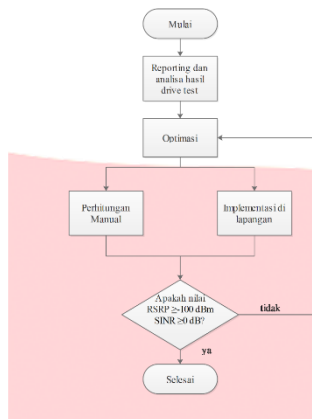 Mulai
Reporting dan
analisa hasil
drive test
Optimasi
Perhitungan
Manual
Implementasi di
lapangan
Apakah nilai
RSRP ≥-100 dBm
SINR ≥0 dB?
tidak
ya
Selesai